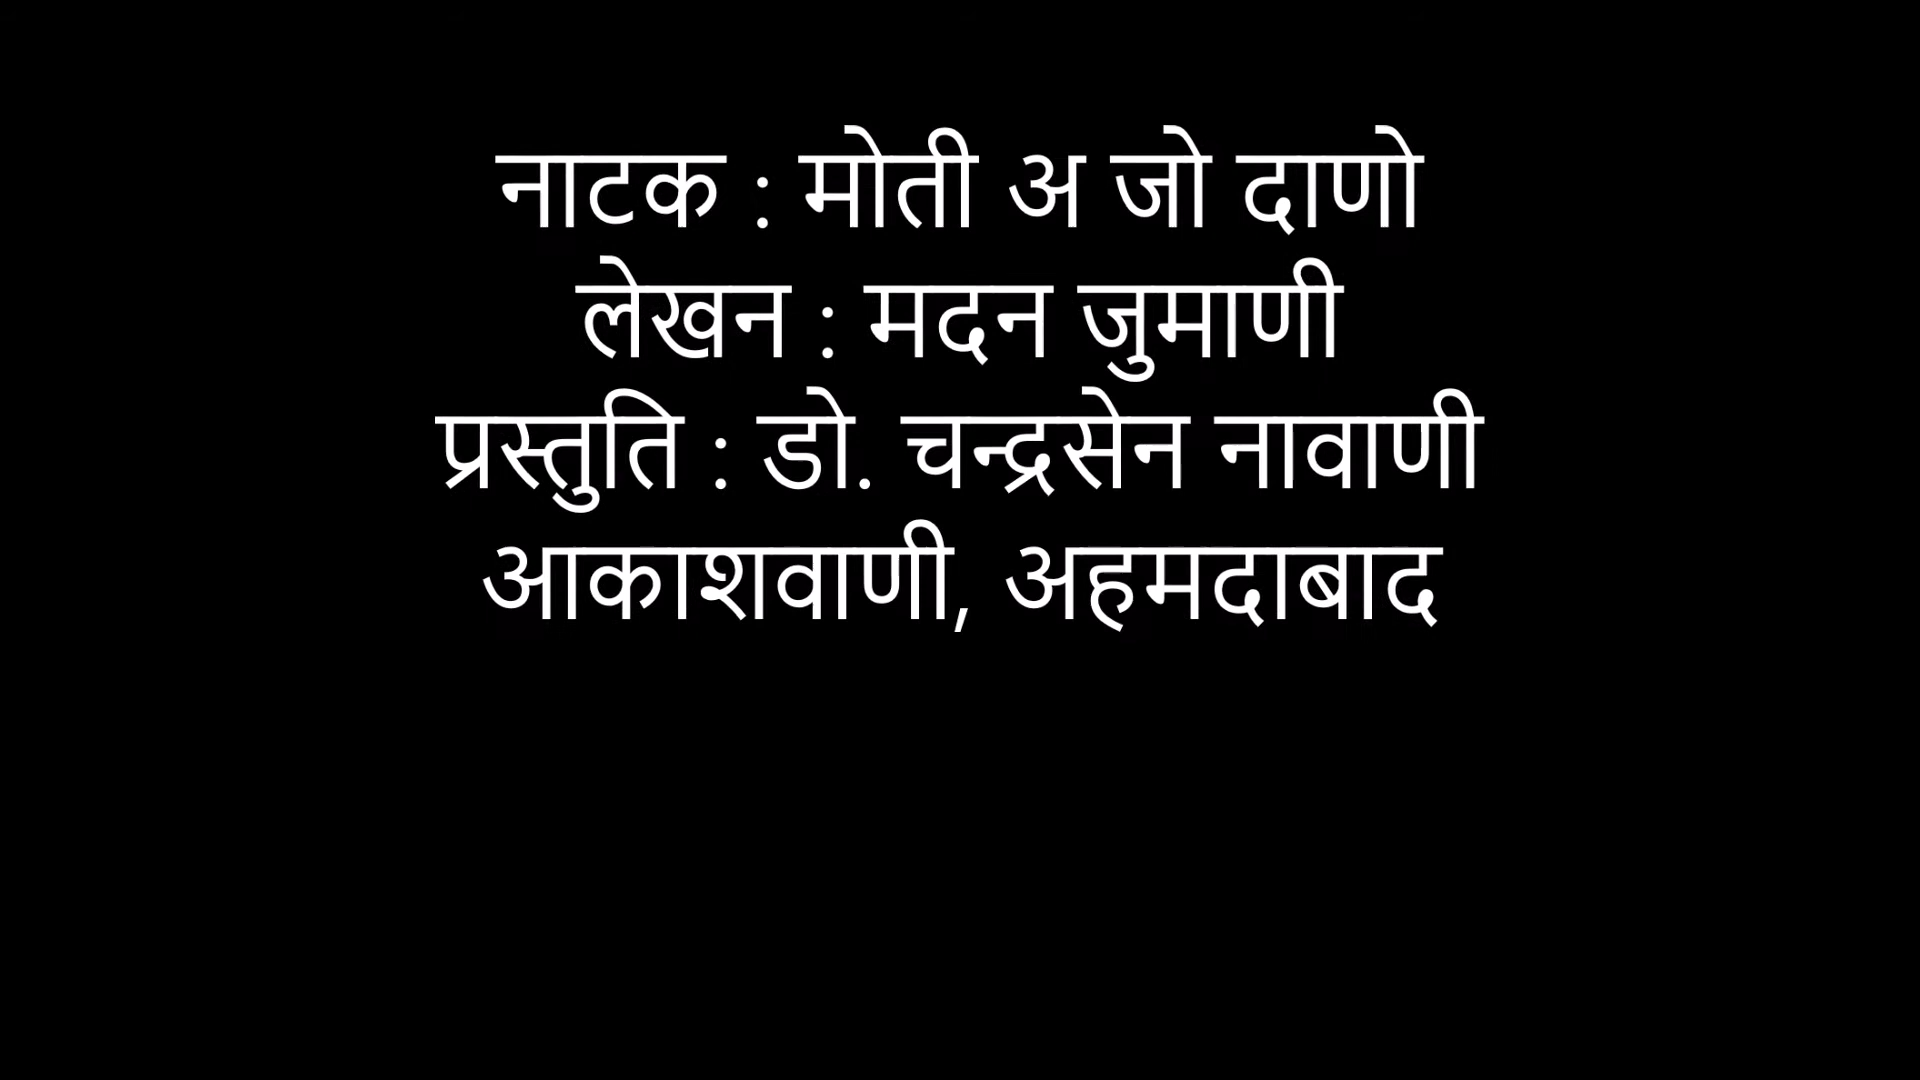 नाटक : मोती अ जो दाणो
लेखन : मदन जुमाणी
प्रस्तुति : डो. चन्द्रसेन नावाणी
आकाशवाणी, अहमदाबाद